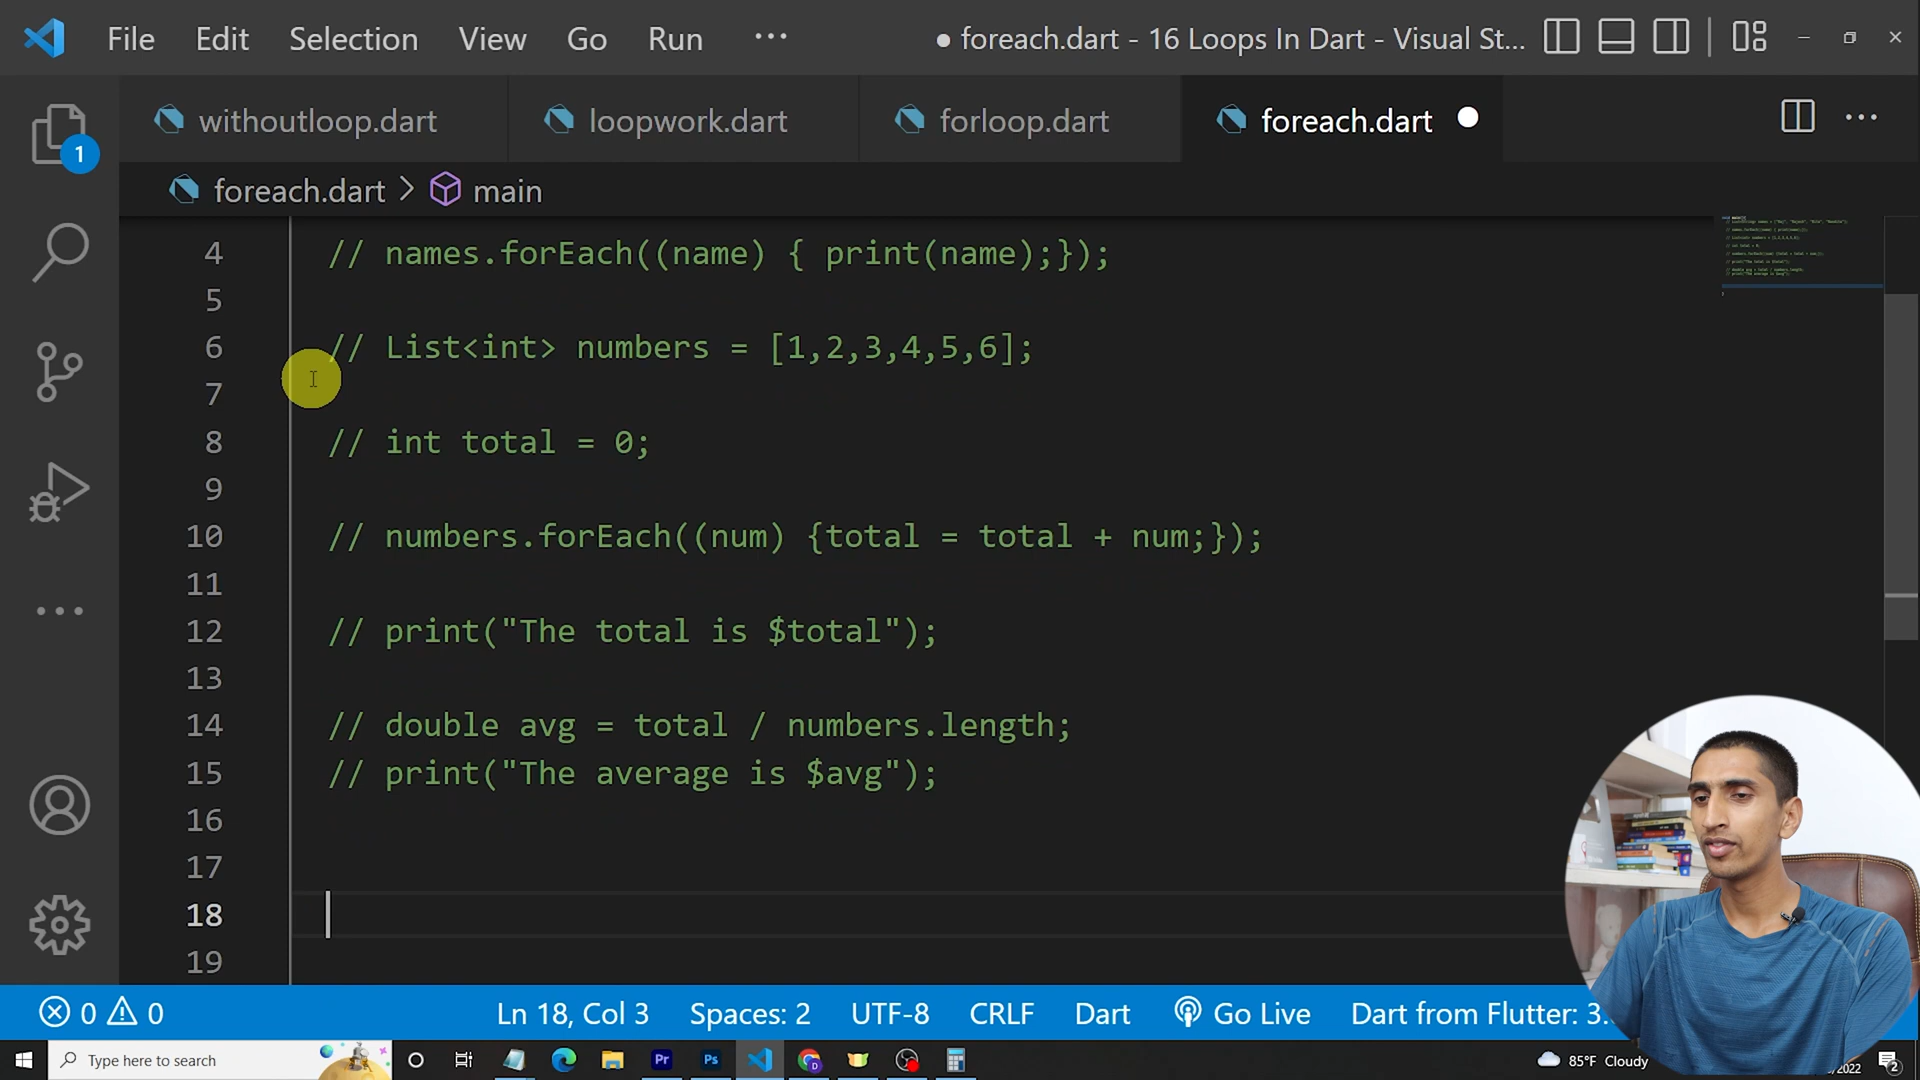 File Edit Selection View Go Run ··· ● foreach.dart - 16 Loops In Dart - Visual St...
withoutloop.dart loopwork.dart forloop.dart foreach.dart
1
foreach.dart > main
4 // names.forEach((name) { print(name);});
5
6 // List<int> numbers = [1,2,3,4,5,6];
7
8 // int total = 0;
9
10 // numbers.forEach((num) {total = total + num;});
11
12 // print("The total is $total");
13
14 // double avg = total / numbers.length;
15 // print("The average is $avg");
16
17
18
19
0 0 Ln 18, Col 3 Spaces: 2 UTF-8 CRLF Dart Go Live Dart from Flutter: 3.
Type here to search Pr Ps 85°F Cloudy 2022 2